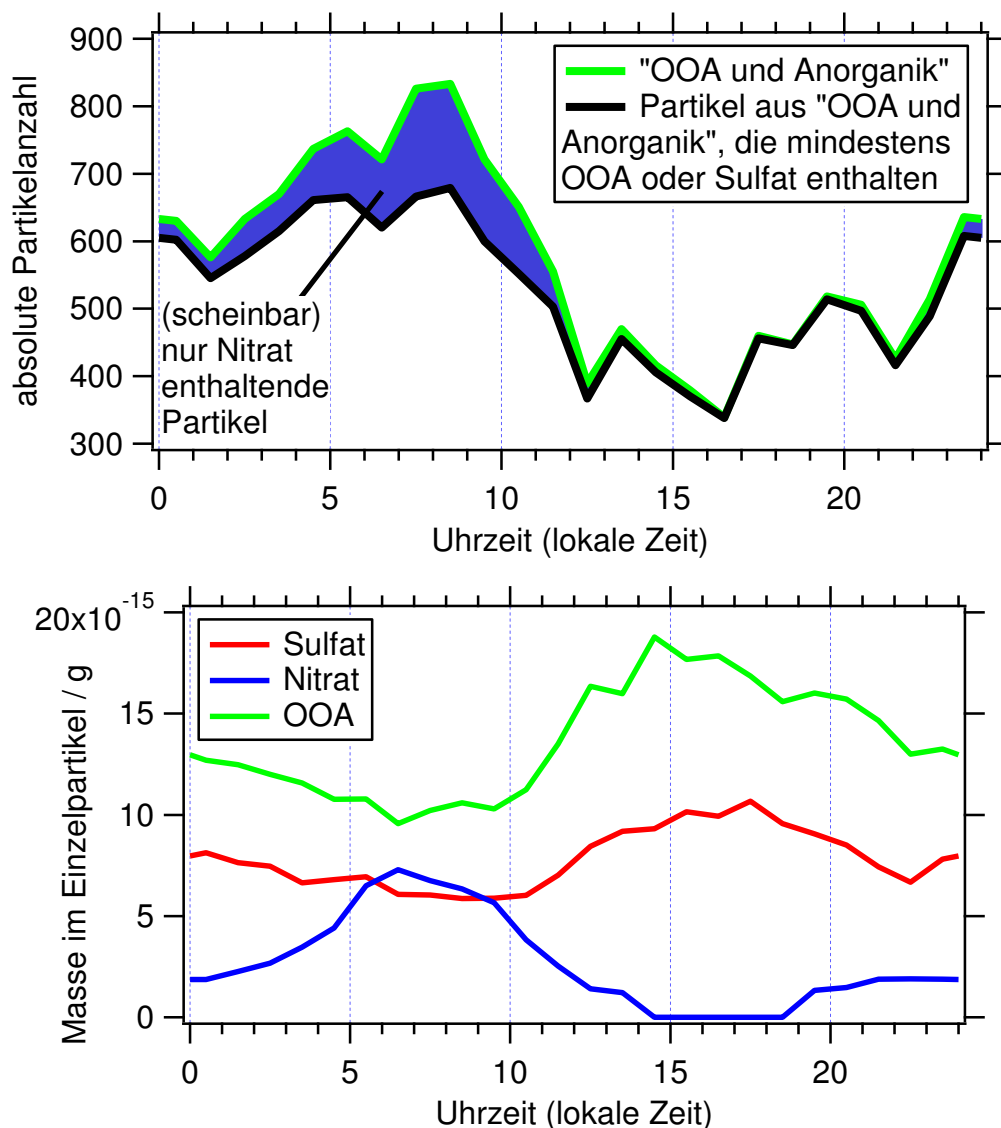 900
800
700
600
500
400
300
absolute Partikelanzahl
"OOA und Anorganik"
Partikel aus "OOA und
Anorganik", die mindestens
OOA oder Sulfat enthalten
(scheinbar)
nur Nitrat
enthaltende
Partikel
0 5 10 15 20
Uhrzeit (lokale Zeit)
20x10-15
15
10
5
0
Masse im Einzelpartikel / g
Sulfat
Nitrat
OOA
0 5 10 15 20
Uhrzeit (lokale Zeit)